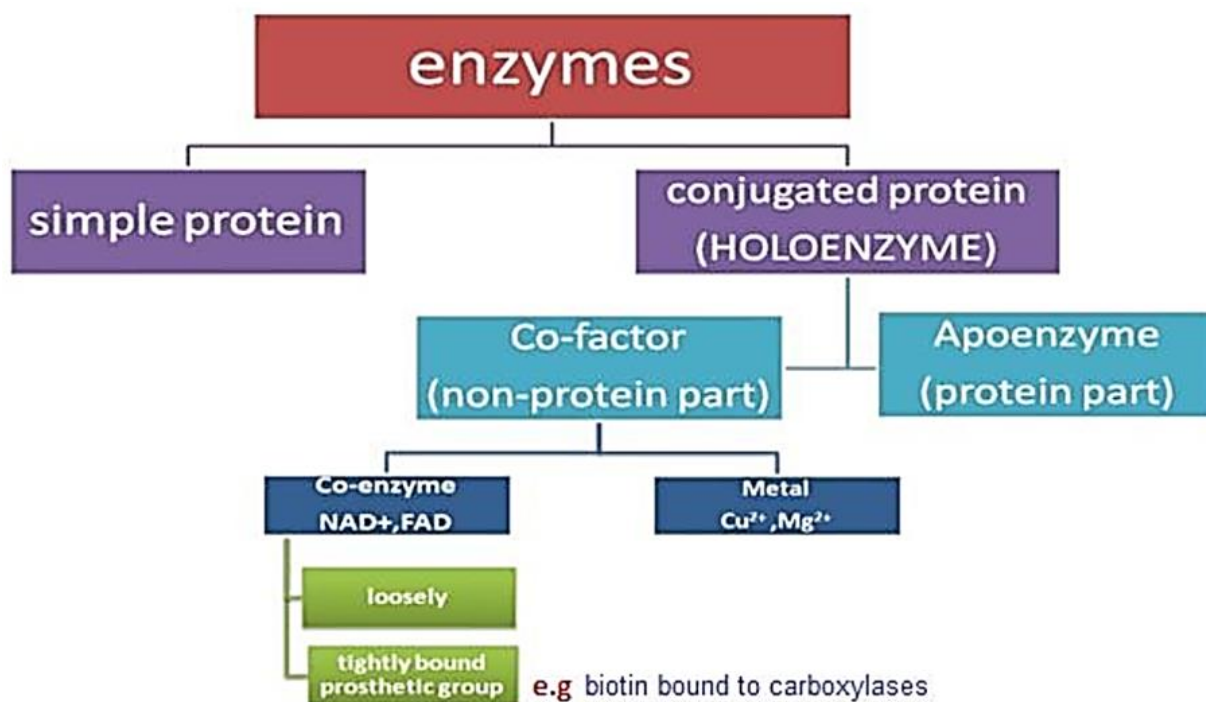 enzymes
simple protein
conjugated protein
(HOLOENZYME)
Co-factor
(non-protein part)
Apoenzyme
(protein part)
Co-enzyme
NAD+,FAD
Metal
Cu²⁺,Mg²⁺
loosely
tightly bound
prosthetic group
e.g biotin bound to carboxylases